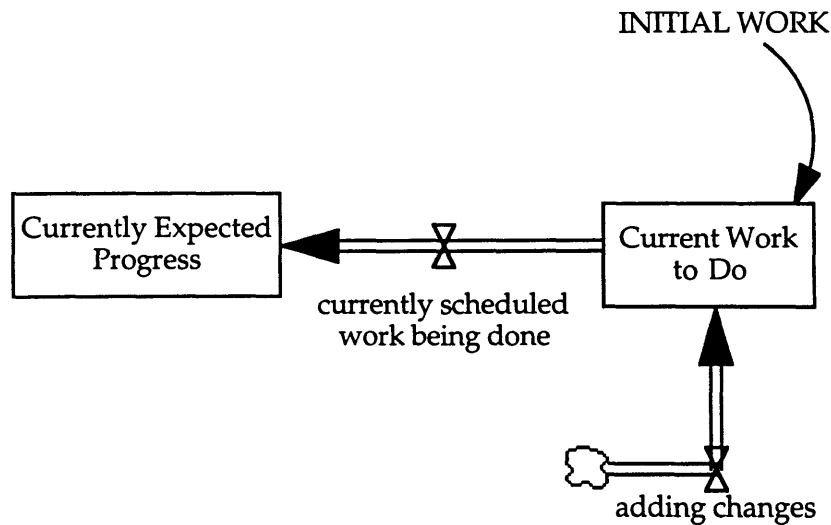 INITIAL WORK
Currently Expected
Progress
Current Work
to Do
currently scheduled
work being done
adding changes